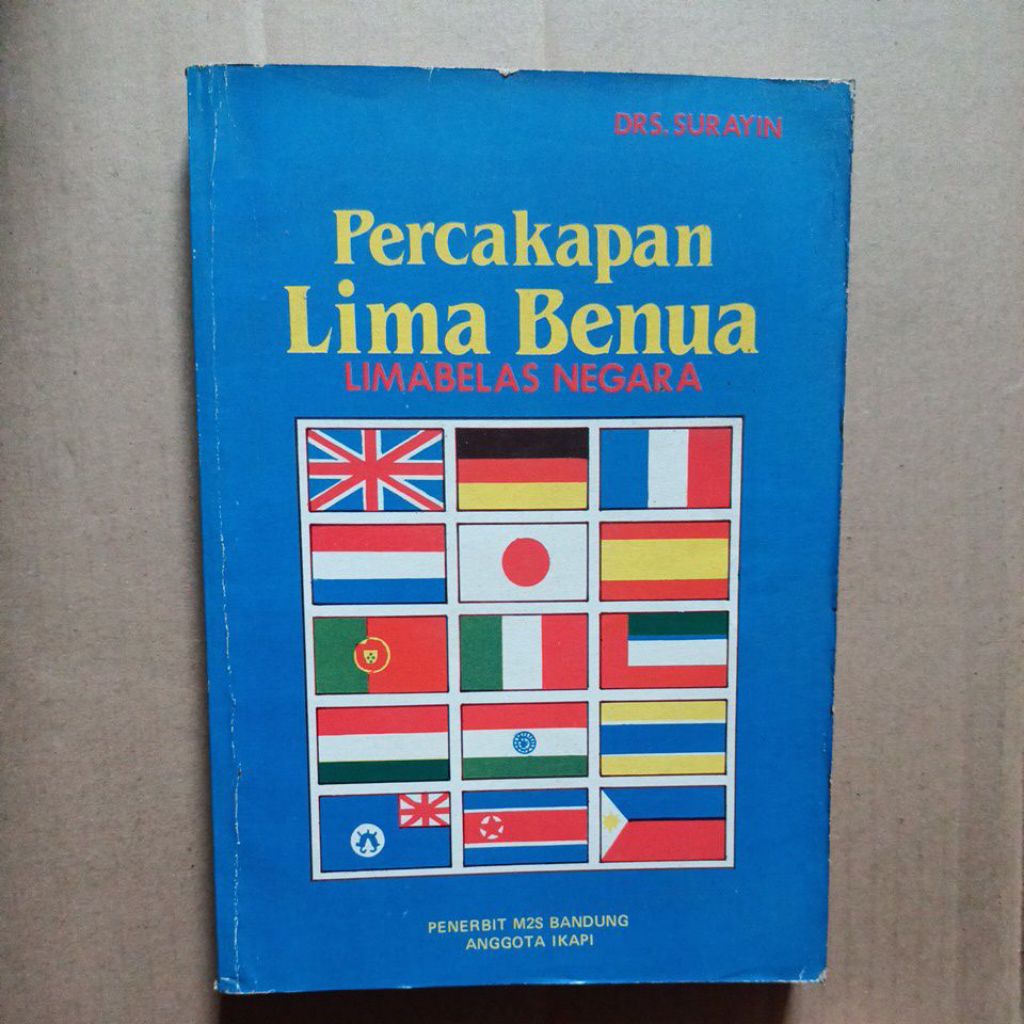 DRS. SURAYIN
Percakapan
Lima Benua
LIMABELAS NEGARA
PENERBIT M2S BANDUNG
ANGGOTA IKAPI